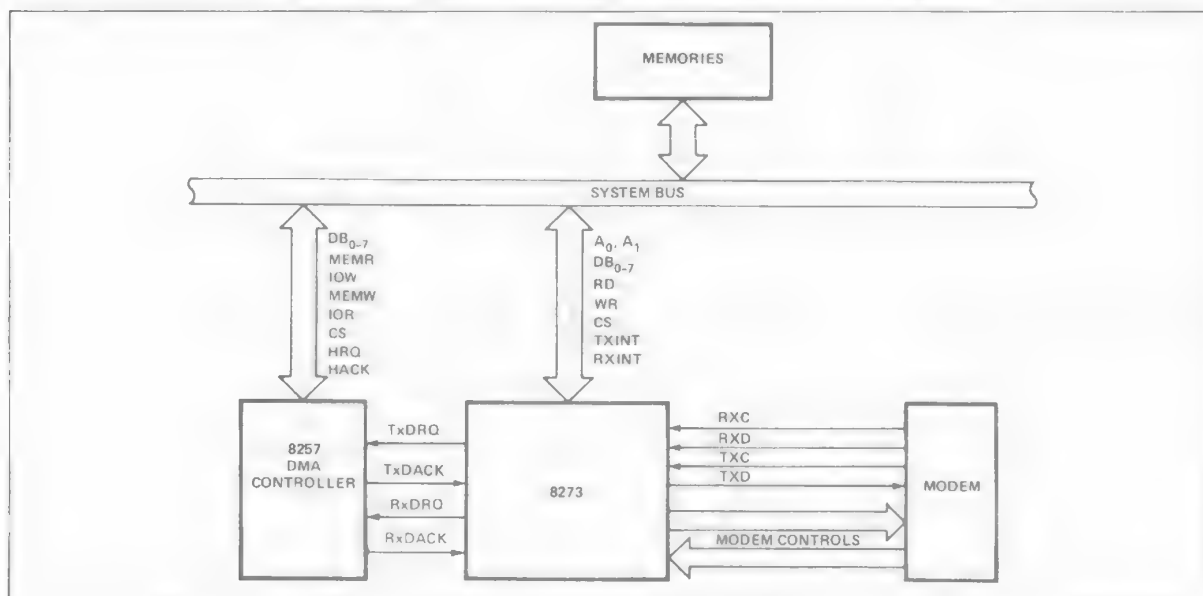 MEMORIES
SYSTEM BUS
DB0-7
MEMR
IOW
MEMW
IOR
CS
HRQ
HACK
A0, A1
DB0-7
RD
WR
CS
TXINT
RXINT
8257
DMA
CONTROLLER
TxDRQ
TxDACK
RxDRQ
RxDACK
8273
RXC
RXD
TXC
TXD
MODEM CONTROLS
MODEM